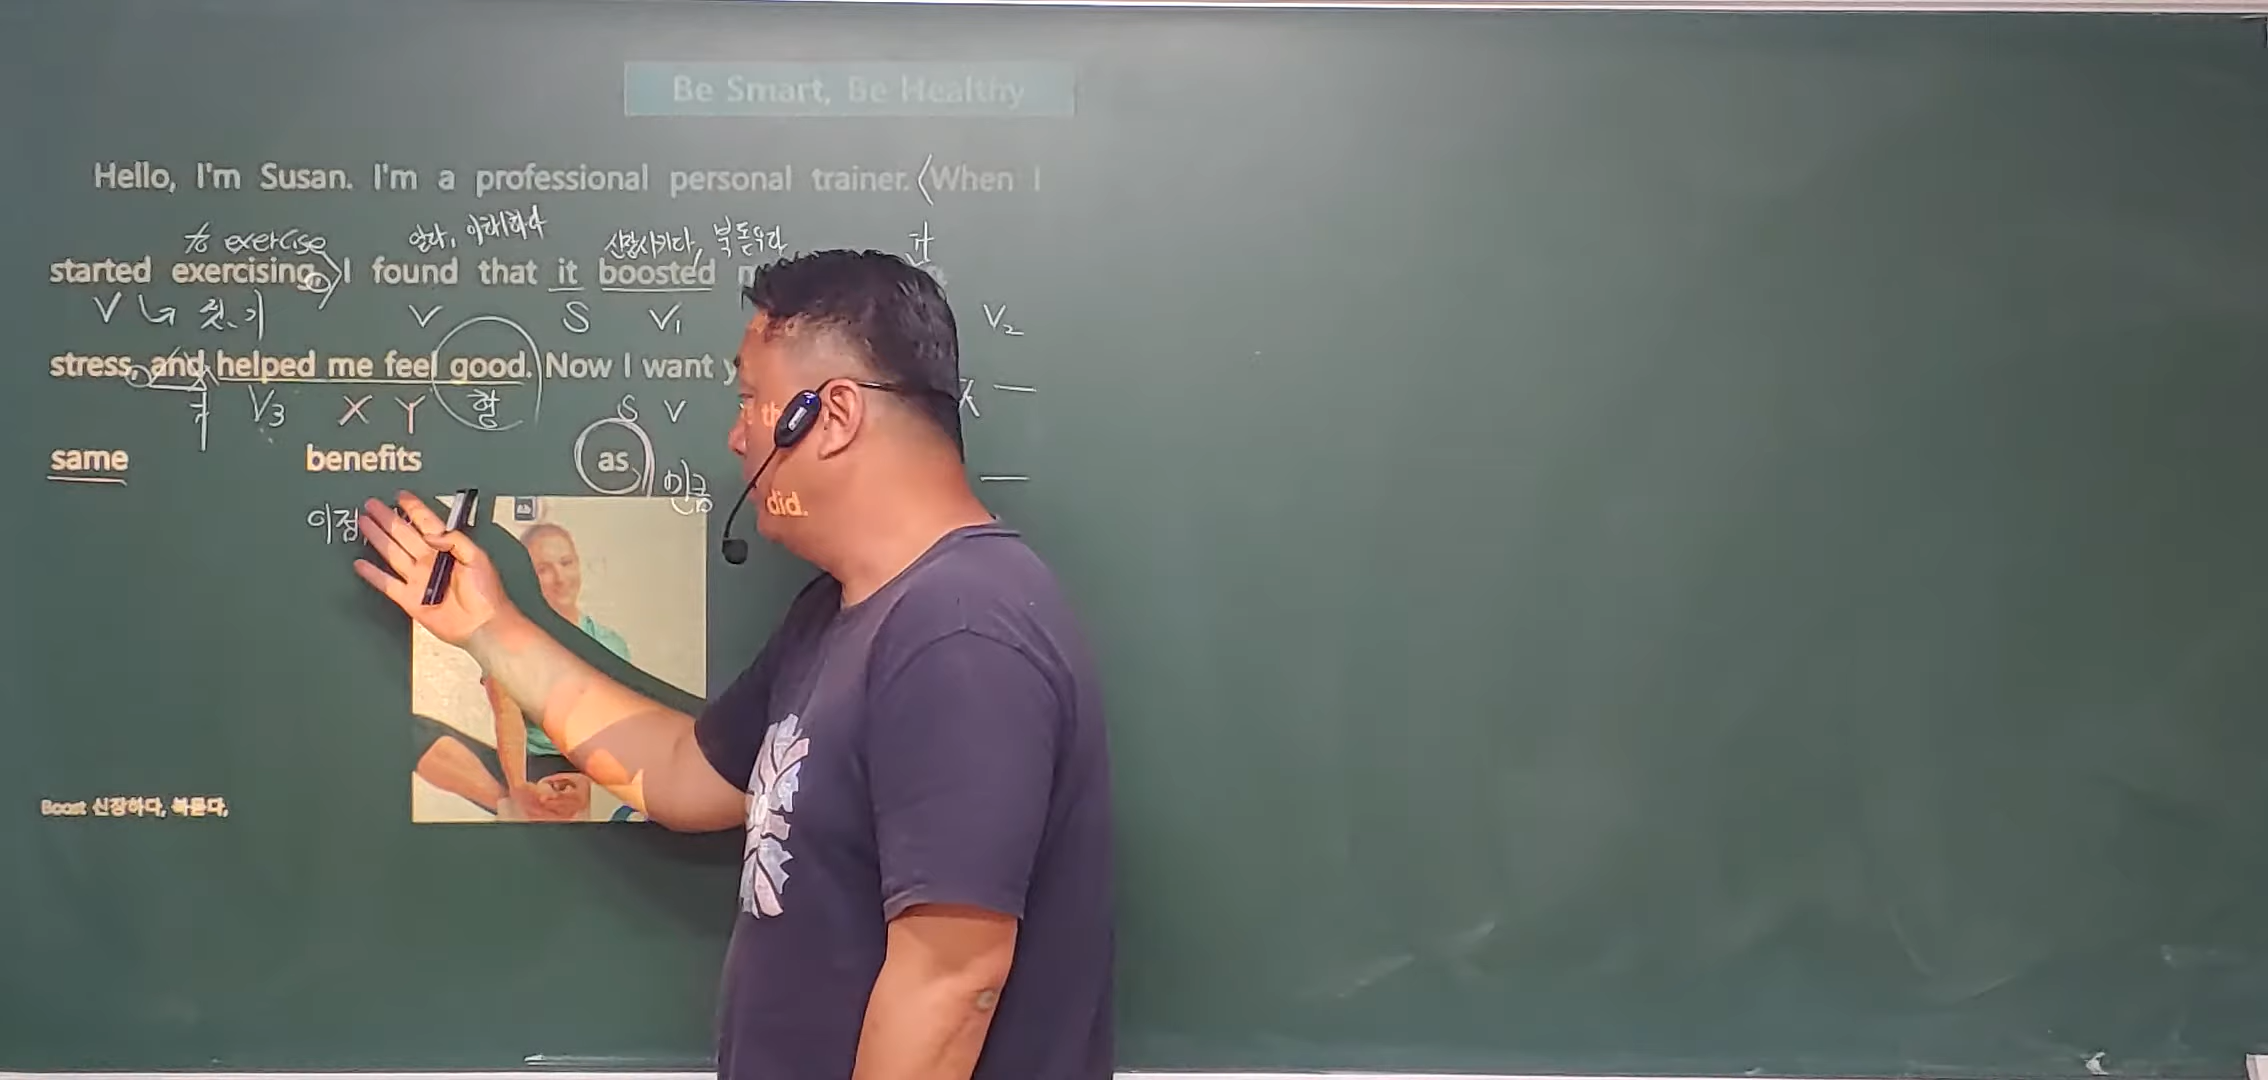 Be Smart, Be Healthy
Hello, I'm Susan. I'm a professional personal trainer. When I
to exercise 알다, 이해하다 신장시키다, 북돋우다
started exercising, I found that it boosted
V 것, 기 V S V₁ V₂
stress, and helped me feel good. Now I want
V3 X Y 형 S V
same benefits as
did.
이점
Boost 신장하다, 북돋다,